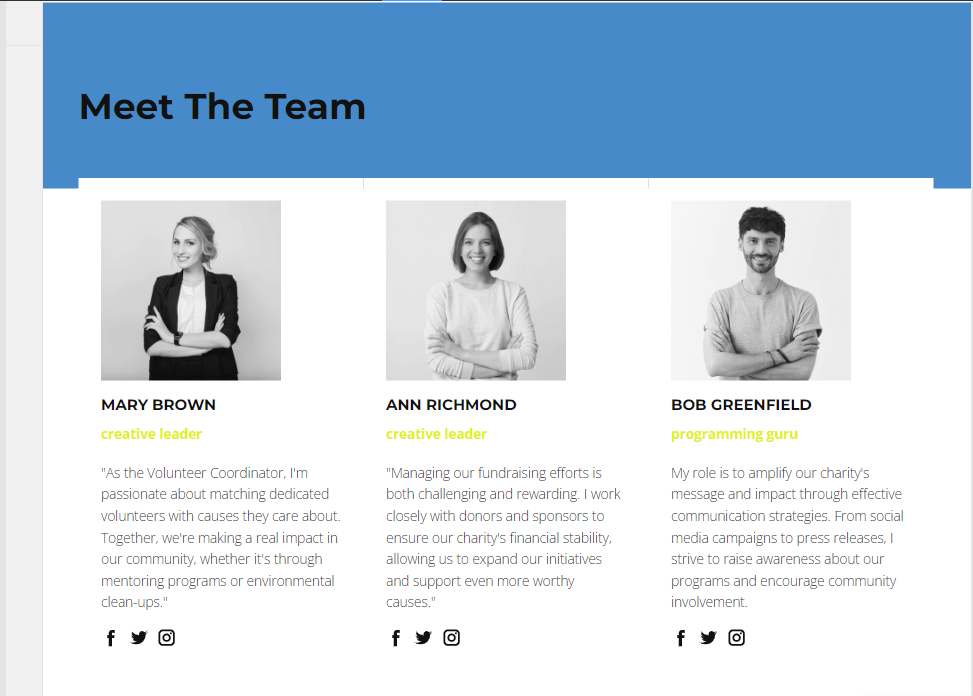 Meet The Team
MARY BROWN
creative leader
"As the Volunteer Coordinator, I'm
passionate about matching dedicated
volunteers with causes they care about.
Together, we're making a real impact in
our community, whether it's through
mentoring programs or environmental
clean-ups."
ANN RICHMOND
creative leader
"Managing our fundraising efforts is
both challenging and rewarding. I work
closely with donors and sponsors to
ensure our charity's financial stability,
allowing us to expand our initiatives
and support even more worthy
causes."
BOB GREENFIELD
programming guru
My role is to amplify our charity's
message and impact through effective
communication strategies. From social
media campaigns to press releases, I
strive to raise awareness about our
programs and encourage community
involvement.